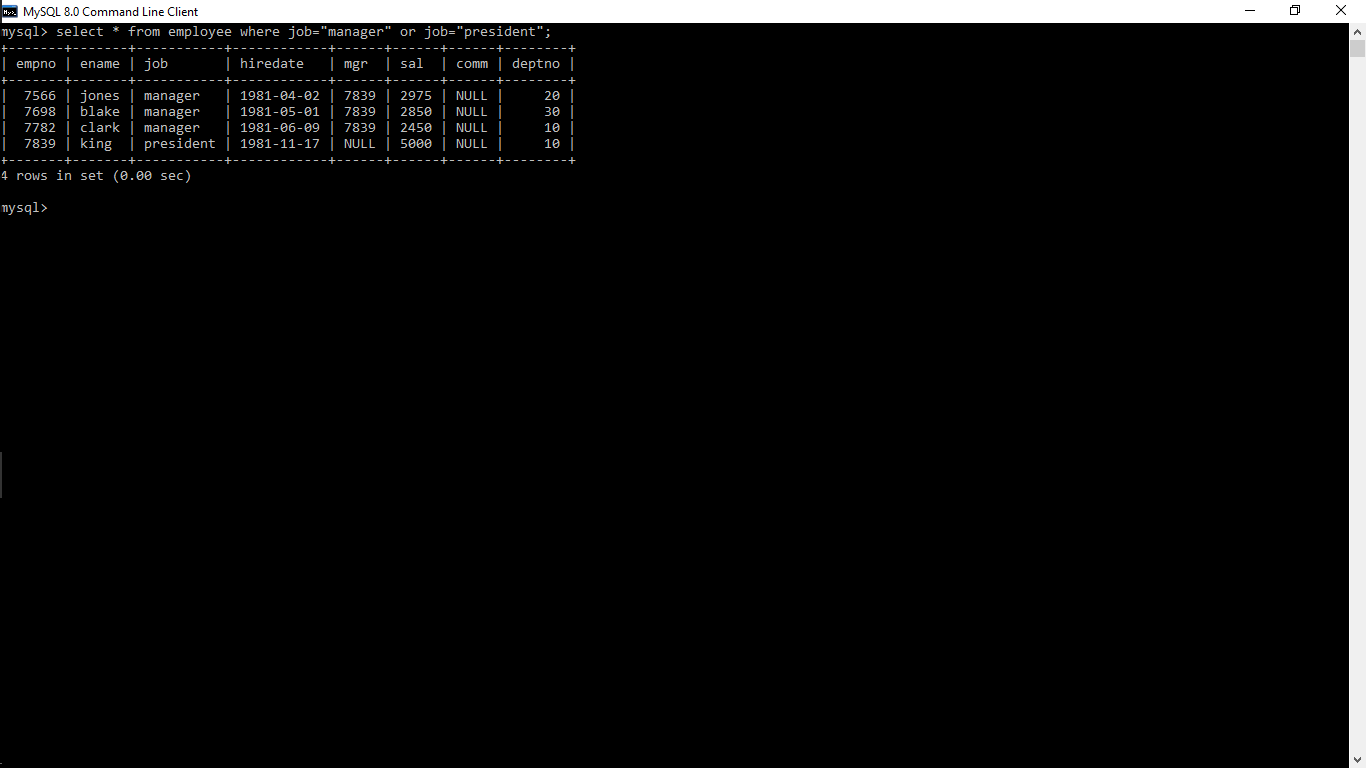 MySQL 8.0 Command Line Client
mysql> select * from employee where job="manager" or job="president";
+-------+-------+-----------+------------+------+------+------+--------+
| empno | ename | job       | hiredate   | mgr  | sal  | comm | deptno |
+-------+-------+-----------+------------+------+------+------+--------+
|  7566 | jones | manager   | 1981-04-02 | 7839 | 2975 | NULL |     20 |
|  7698 | blake | manager   | 1981-05-01 | 7839 | 2850 | NULL |     30 |
|  7782 | clark | manager   | 1981-06-09 | 7839 | 2450 | NULL |     10 |
|  7839 | king  | president | 1981-11-17 | NULL | 5000 | NULL |     10 |
+-------+-------+-----------+------------+------+------+------+--------+
4 rows in set (0.00 sec)
mysql>